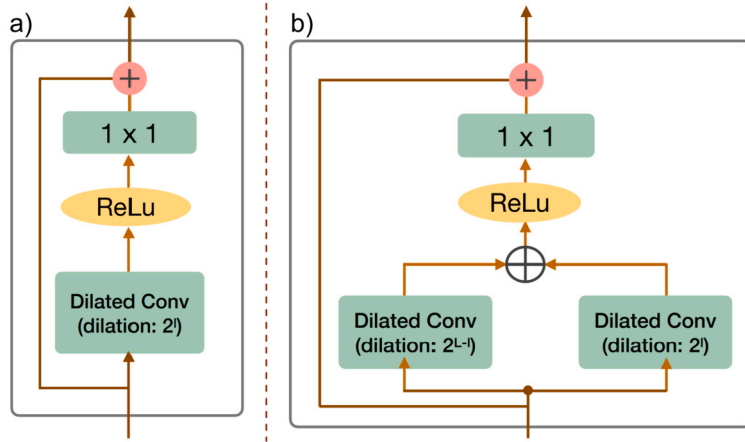 a)
+
1 x 1
ReLu
Dilated Conv
(dilation: 2ˡ)
b)
+
1 x 1
ReLu
Dilated Conv
(dilation: 2ᴸ⁻ˡ)
Dilated Conv
(dilation: 2ˡ)